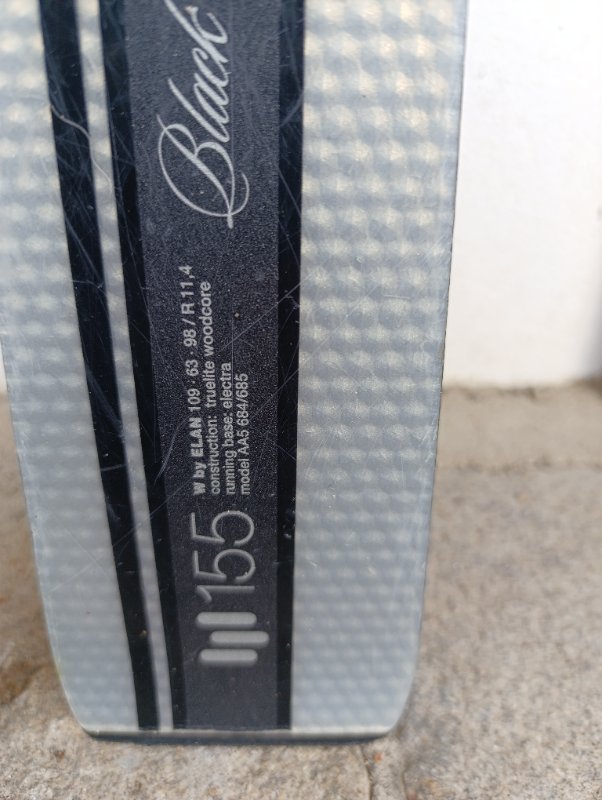 Black
155
W by ELAN 109 · 63 · 98 / R 11,4
construction: truelite woodcore
running base: electra
model AA5 684/685